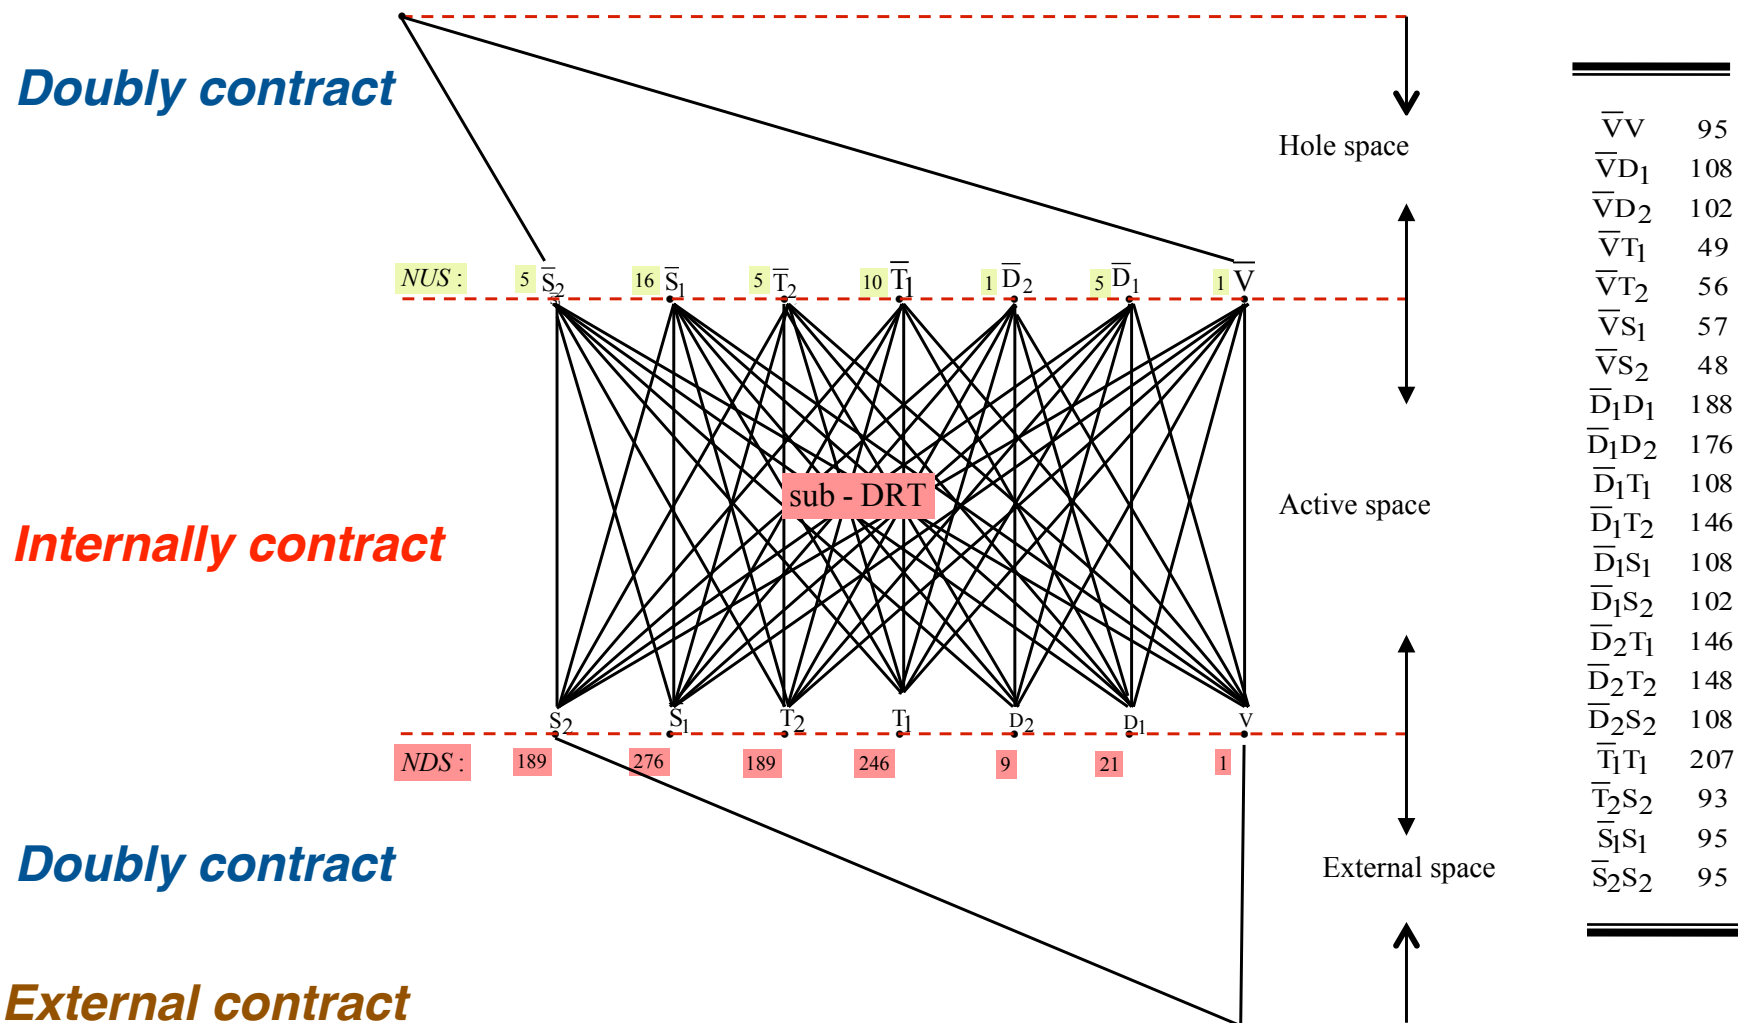 Doubly contract
Hole space
NUS : 5 S̅2 16 S̅1 5 T̅2 10 T̅1 1 D̅2 5 D̅1 1 V̅
sub - DRT
Active space
Internally contract
S2 S1 T2 T1 D2 D1 V
NDS : 189 276 189 246 9 21 1
Doubly contract
External space
External contract
V̅V 95
V̅D1 108
V̅D2 102
V̅T1 49
V̅T2 56
V̅S1 57
V̅S2 48
D̅1D1 188
D̅1D2 176
D̅1T1 108
D̅1T2 146
D̅1S1 108
D̅1S2 102
D̅2T1 146
D̅2T2 148
D̅2S2 108
T̅1T1 207
T̅2S2 93
S̅1S1 95
S̅2S2 95